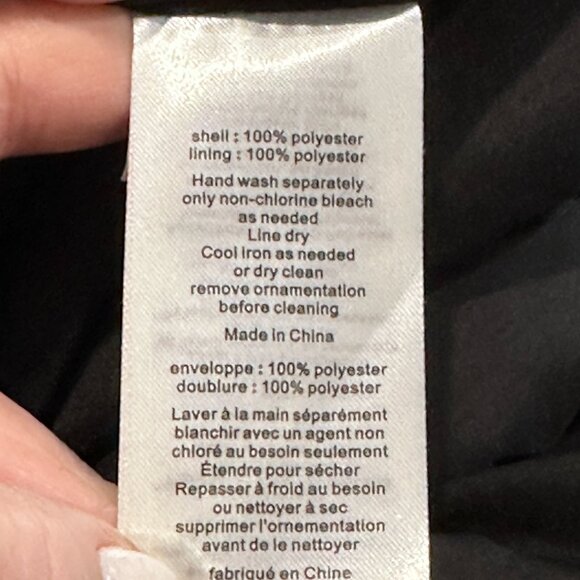 shell : 100% polyester
lining : 100% polyester
Hand wash separately
only non-chlorine bleach
as needed
Line dry
Cool iron as needed
or dry clean
remove ornamentation
before cleaning
Made in China
enveloppe : 100% polyester
doublure : 100% polyester
Laver à la main séparément
blanchir avec un agent non
chloré au besoin seulement
Étendre pour sécher
Repasser à froid au besoin
ou nettoyer à sec
supprimer l'ornementation
avant de le nettoyer
fabriqué en Chine